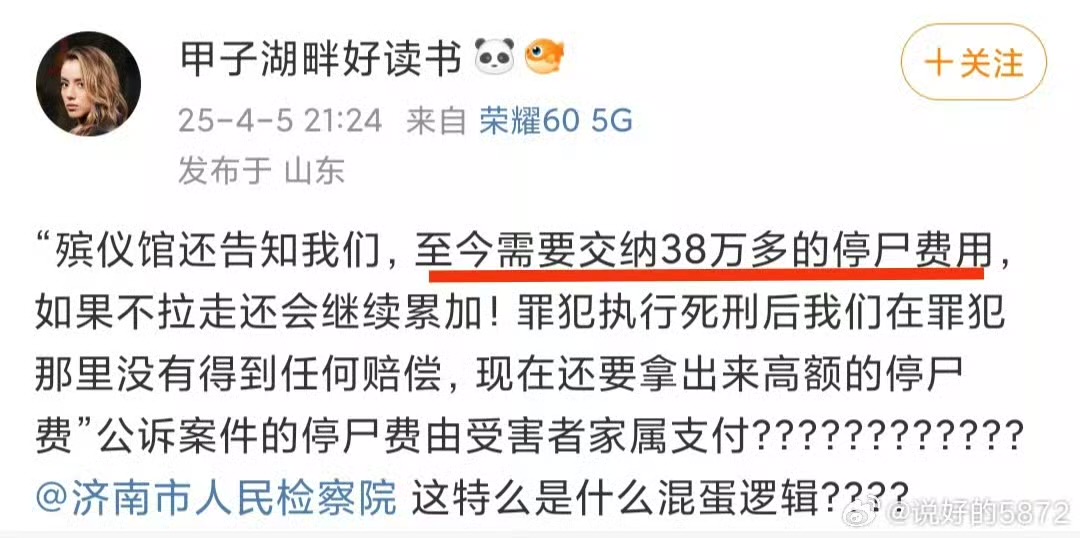 甲子湖畔好读书🐼🐡
+关注
25-4-5 21:24 来自 荣耀60 5G
发布于 山东
“殡仪馆还告知我们，至今需要交纳38万多的停尸费用，
如果不拉走还会继续累加！罪犯执行死刑后我们在罪犯
那里没有得到任何赔偿，现在还要拿出来高额的停尸
费”公诉案件的停尸费由受害者家属支付????????????
@济南市人民检察院 这特么是什么混蛋逻辑????
@说好的5872